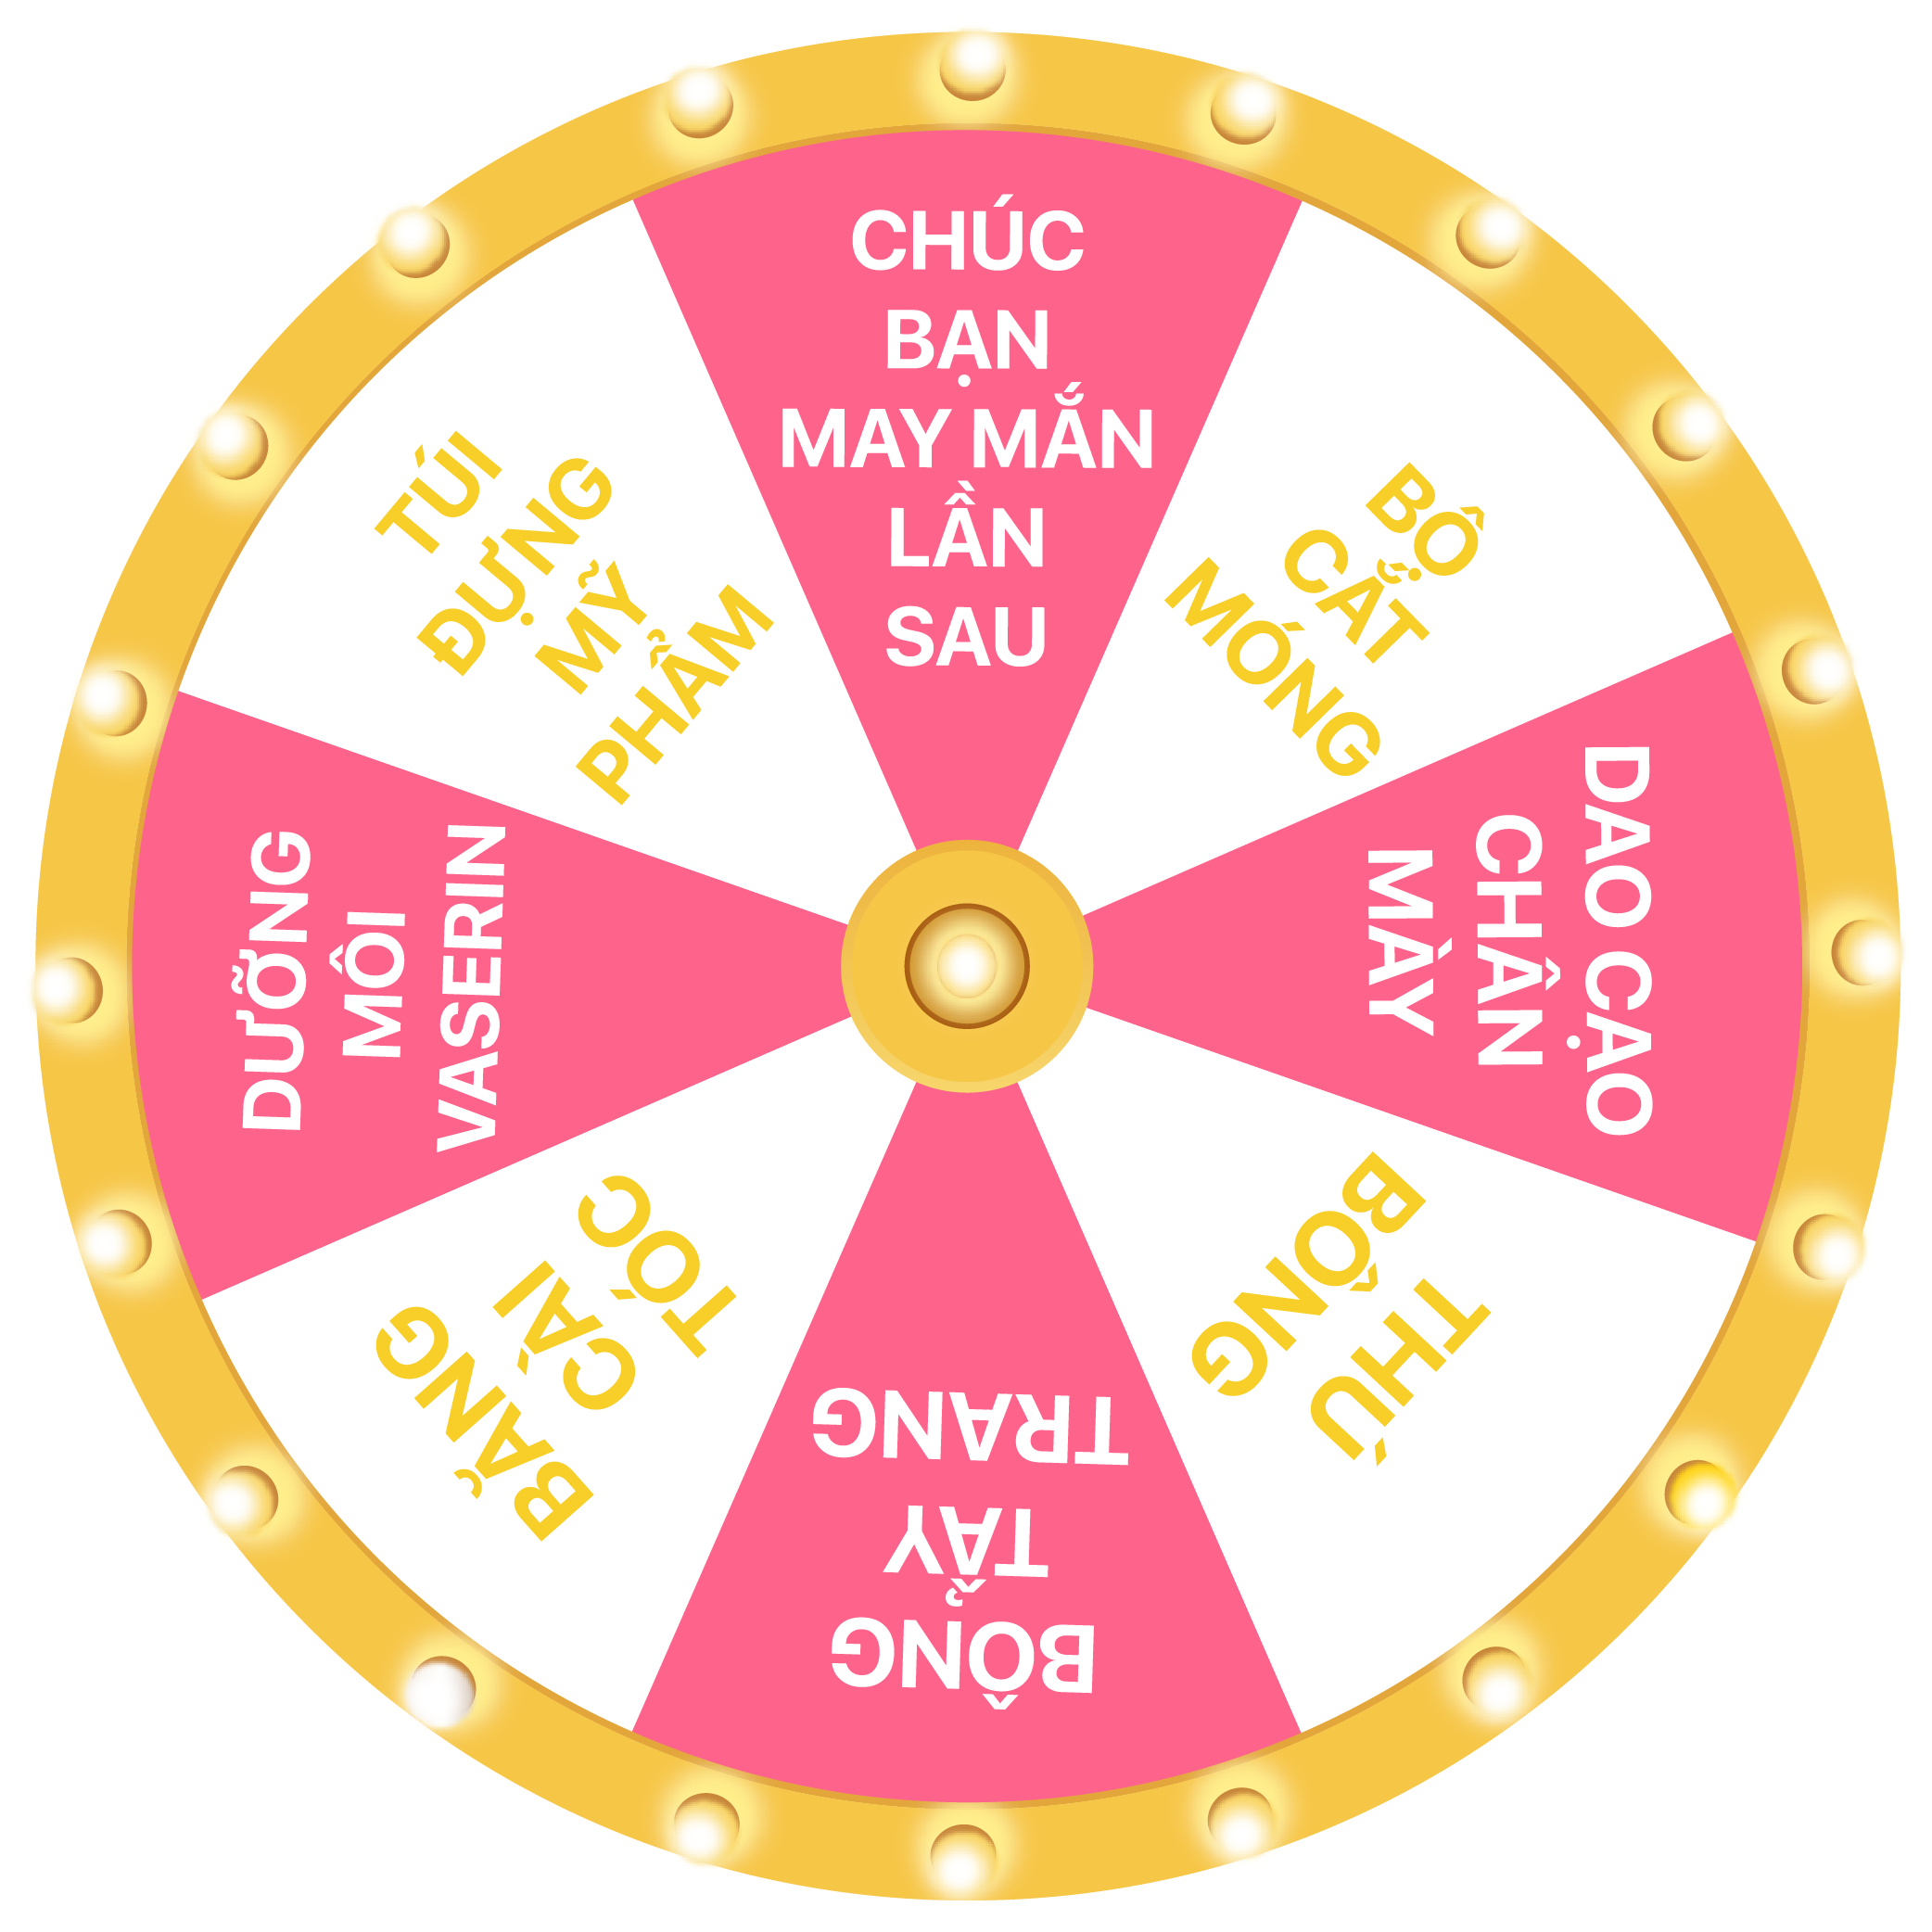 CHÚC
BẠN
MAY MẮN
LẦN
SAU
BỘ
CẮT
MÓNG
DAO CẠO
CHÂN
MÀY
THÚ
BÔNG
BÔNG
TẨY
TRANG
BĂNG
CÀI
TÓC
DƯỠNG
MÔI
VASERIN
TÚI
ĐỰNG
MỸ
PHẨM